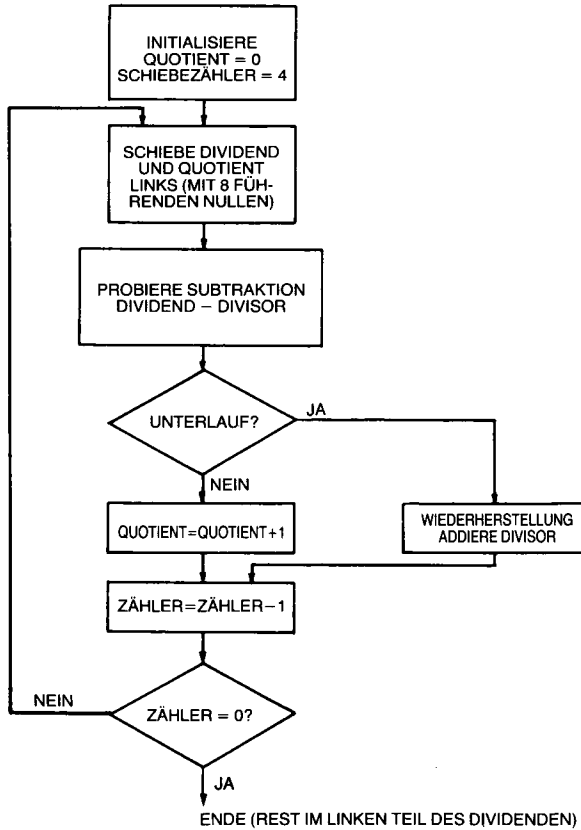 INITIALISIERE
QUOTIENT = 0
SCHIEBEZÄHLER = 4
SCHIEBE DIVIDEND
UND QUOTIENT
LINKS (MIT 8 FÜH-
RENDEN NULLEN)
PROBIERE SUBTRAKTION
DIVIDEND – DIVISOR
UNTERLAUF?
JA
NEIN
QUOTIENT=QUOTIENT+1
WIEDERHERSTELLUNG
ADDIERE DIVISOR
ZÄHLER=ZÄHLER–1
NEIN
ZÄHLER = 0?
JA
ENDE (REST IM LINKEN TEIL DES DIVIDENDEN)